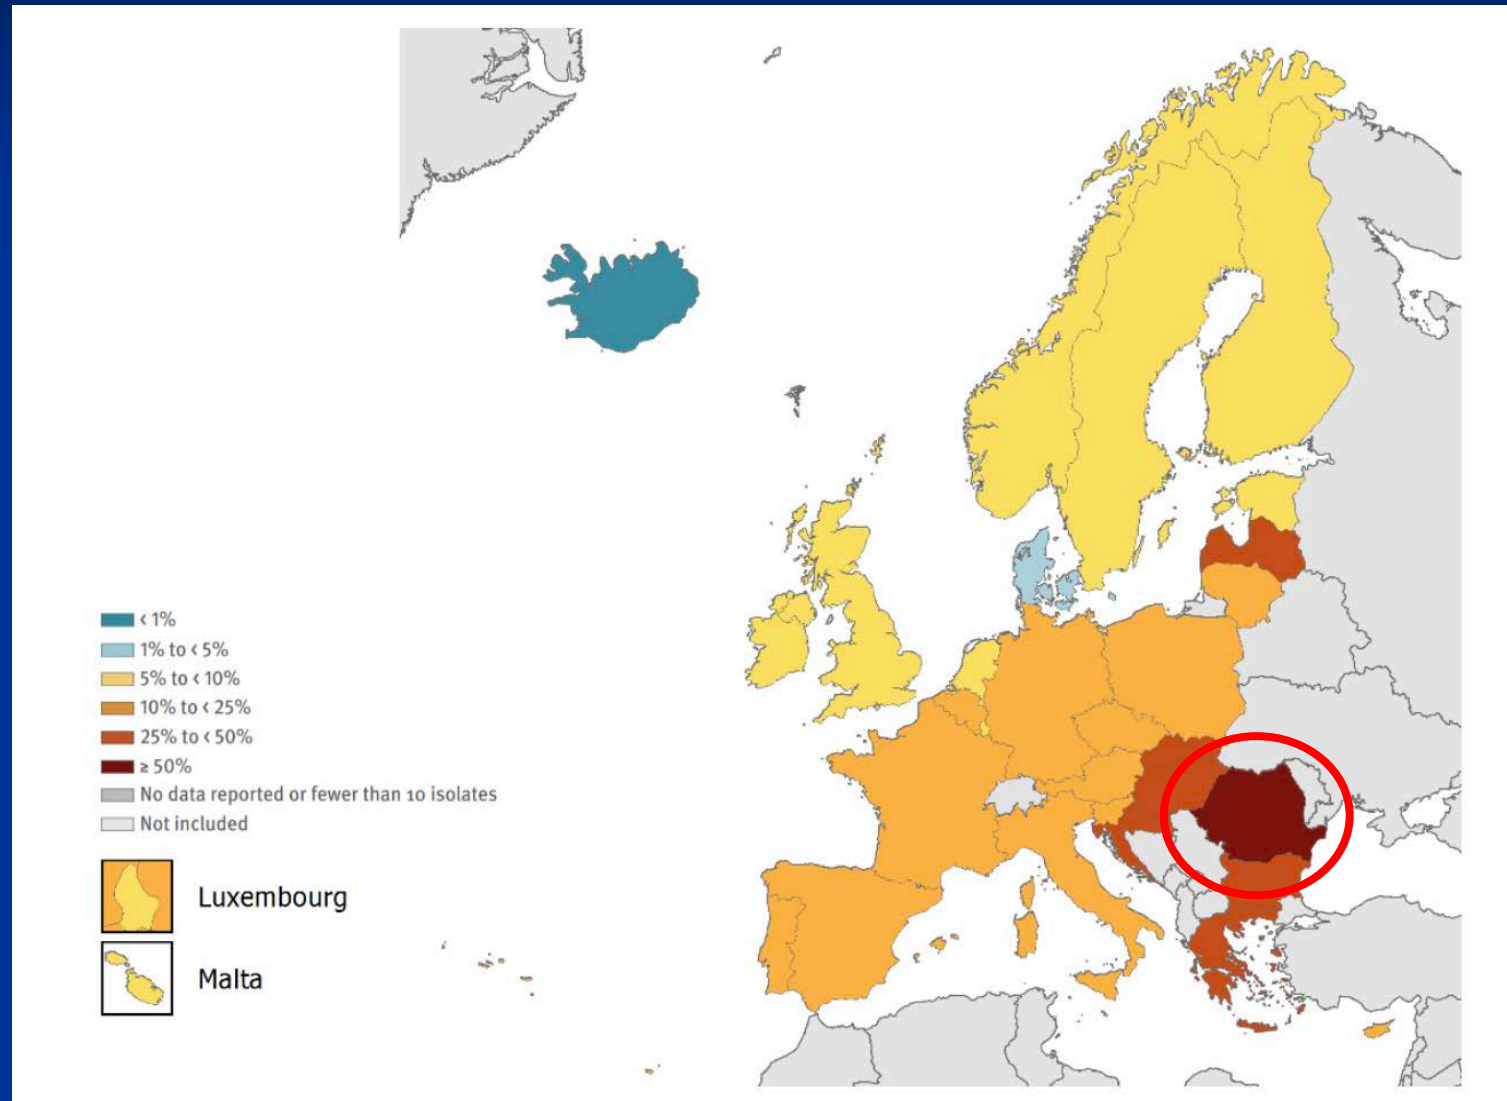 < 1%
1% to < 5%
5% to < 10%
10% to < 25%
25% to < 50%
≥ 50%
No data reported or fewer than 10 isolates
Not included
Luxembourg
Malta